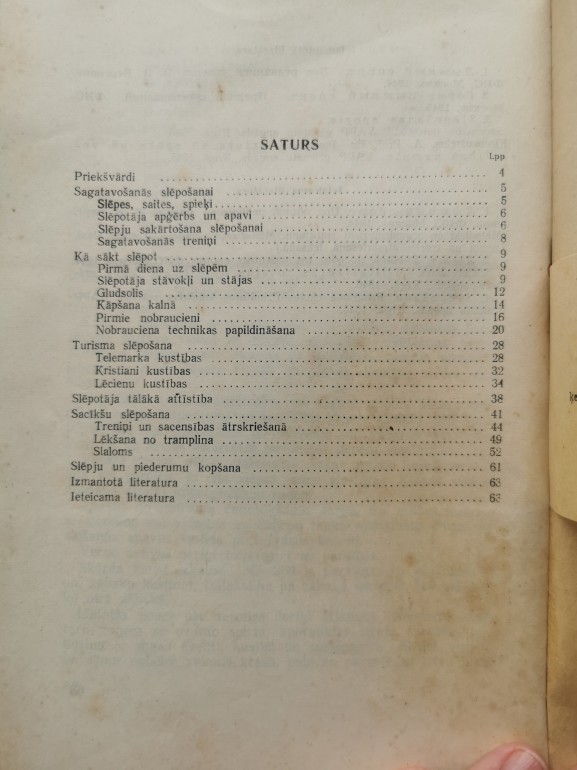 SATURS
Lpp.
Priekšvārdi ........ 4
Sagatavošanās slēpošanai ........ 5
Slēpes, saites, spieķi ........ 5
Slēpotāja apģērbs un apavi ........ 6
Slēpju sakārtošana slēpošanai ........ 6
Sagatavošanās treniņi ........ 8
Kā sākt slēpot ........ 9
Pirmā diena uz slēpēm ........ 9
Slēpotāja stāvokļi un stājas ........ 9
Gludsolis ........ 12
Kāpšana kalnā ........ 14
Pirmie nobraucieni ........ 16
Nobrauciena technikas papildināšana ........ 20
Turisma slēpošana ........ 28
Telemarka kustības ........ 28
Kristiani kustības ........ 32
Lēcienu kustības ........ 34
Slēpotāja tālākā attīstība ........ 38
Sacīkšu slēpošana ........ 41
Treniņi un sacensības ātrskriešanā ........ 44
Lēkšana no tramplina ........ 49
Slaloms ........ 52
Slēpju un piederumu kopšana ........ 61
Izmantotā literatura ........ 63
Ieteicama literatura ........ 63